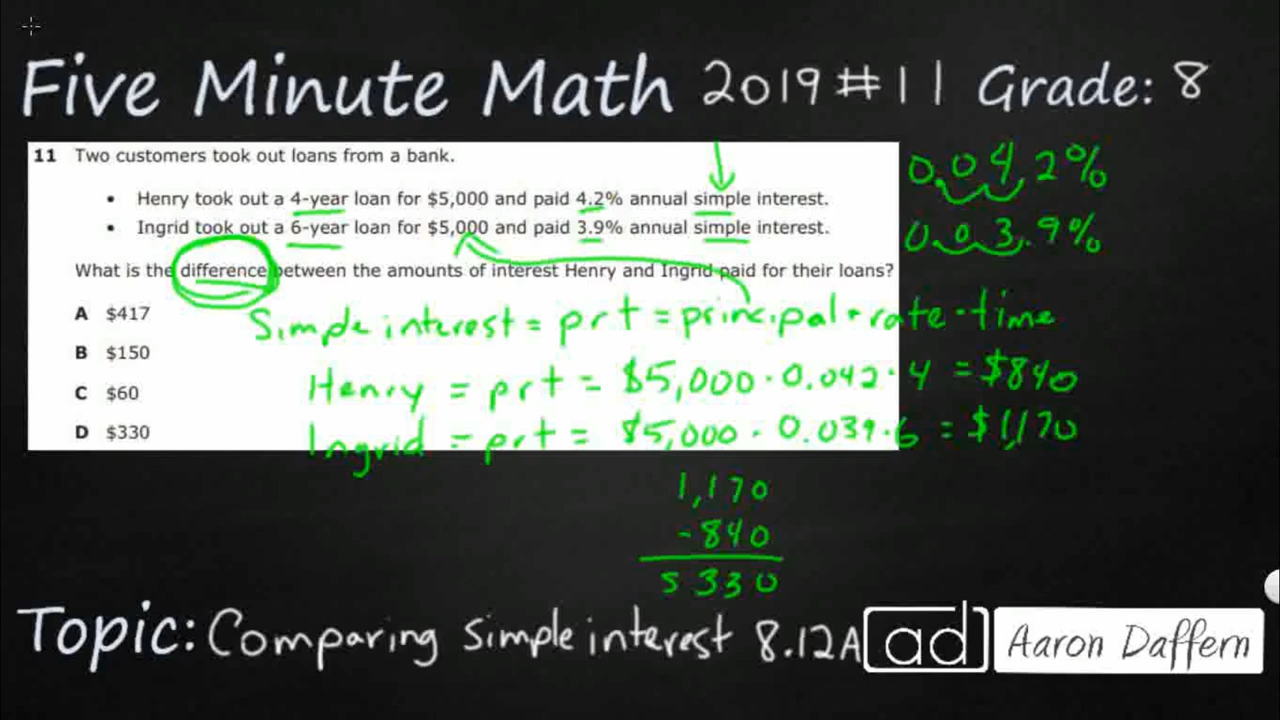 Five Minute Math 2019 #11 Grade: 8
11 Two customers took out loans from a bank.
• Henry took out a 4-year loan for $5,000 and paid 4.2% annual simple interest.
• Ingrid took out a 6-year loan for $5,000 and paid 3.9% annual simple interest.
What is the difference between the amounts of interest Henry and Ingrid paid for their loans?
0.04.2%
0.03.9%
A $417
B $150
C $60
D $330
Simple interest = prt = principal • rate • time
Henry = prt = $5,000 • 0.042 • 4 = $840
Ingrid = prt = $5,000 • 0.039 • 6 = $1,170
1,170
- 840
5330
Topic: Comparing Simple interest 8.12A
ad Aaron Daffern